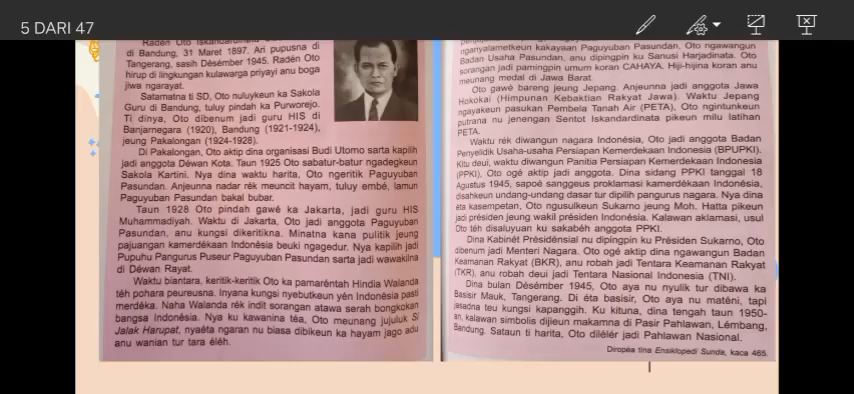 5 DARI 47
Radén Oto Iskandardinata
di Bandung, 31 Maret 1897. Ari pupusna di
Tangerang, sasih Désémber 1945. Radén Oto
hirup di lingkungan kulawarga priyayi anu boga
jiwa ngarayat.
Satamatna ti SD, Oto nuluykeun ka Sakola
Guru di Bandung, tuluy pindah ka Purworejo.
Ti dinya, Oto dibenum jadi guru HIS di
Banjarnegara (1920), Bandung (1921-1924),
jeung Pakalongan (1924-1928).
Di Pakalongan, Oto aktip dina organisasi Budi Utomo sarta kapilih
jadi anggota Déwan Kota. Taun 1925 Oto sabatur-batur ngadegkeun
Sakola Kartini. Nya dina waktu harita, Oto ngeritik Paguyuban
Pasundan. Anjeunna nadar rék meuncit hayam, tuluy embé, lamun
Paguyuban Pasundan bakal bubar.
Taun 1928 Oto pindah gawé ka Jakarta, jadi guru HIS
Muhammadiyah. Waktu di Jakarta, Oto jadi anggota Paguyuban
Pasundan, anu kungsi dikeritikna. Minatna kana pulitik jeung
pajuangan kamerdékaan Indonésia beuki ngagedur. Nya kapilih jadi
Pupuhu Pangurus Puseur Paguyuban Pasundan sarta jadi wawakilna
di Déwan Rayat.
Waktu biantara, keritik-keritik Oto ka pamaréntah Hindia Walanda
téh pohara peureusna. Inyana kungsi nyebutkeun yén Indonésia pasti
merdéka. Naha Walanda rék indit sorangan atawa serah bongkokan
bangsa Indonésia. Nya ku kawanina téa, Oto meunang jujuluk Si
Jalak Harupat, nyaéta ngaran nu biasa dibikeun ka hayam jago adu
anu wanian tur tara éléh.
nganyalametkeun kakayaan Paguyuban Pasundan, Oto ngawangun
Badan Usaha Pasundan, anu dipingpin ku Sanusi Harjadinata. Oto
sorangan jadi pamingpin umum koran CAHAYA. Hiji-hijina koran anu
meunang medal di Jawa Barat.
Oto gawé bareng jeung Jepang. Anjeunna jadi anggota Jawa
Hokokai (Himpunan Kebaktian Rakyat Jawa). Waktu Jepang
ngayakeun pasukan Pembela Tanah Air (PETA), Oto ngintunkeun
putrana nu jenengan Sentot Iskandardinata pikeun milu latihan
PETA.
Waktu rék diwangun nagara Indonésia, Oto jadi anggota Badan
Penyelidik Usaha-usaha Persiapan Kemerdekaan Indonesia (BPUPKI).
Kitu deui, waktu diwangun Panitia Persiapan Kemerdekaan Indonesia
(PPKI), Oto ogé aktip jadi anggota. Dina sidang PPKI tanggal 18
Agustus 1945, sapoé sanggeus proklamasi kamerdékaan Indonésia,
disahkeun undang-undang dasar tur dipilih pangurus nagara. Nya dina
éta kasempetan, Oto ngusulkeun Sukarno jeung Moh. Hatta pikeun
jadi présiden jeung wakil présiden Indonésia. Kalawan aklamasi, usul
Oto téh disaluyuan ku sakabéh anggota PPKI.
Dina Kabinét Présidénsial nu dipingpin ku Présiden Sukarno, Oto
dibenum jadi Menteri Nagara. Oto ogé aktip dina ngawangun Badan
Keamanan Rakyat (BKR), anu robah jadi Tentara Keamanan Rakyat
(TKR), anu robah deui jadi Tentara Nasional Indonesia (TNI).
Dina bulan Désémber 1945, Oto aya nu nyulik tur dibawa ka
Basisir Mauk, Tangerang. Di éta basisir, Oto aya nu maténi, tapi
jasadna teu kungsi kapanggih. Ku kituna, dina tengah taun 1950-
an, kalawan simbolis dijieun makamna di Pasir Pahlawan, Lémbang,
Bandung. Sataun ti harita, Oto dilélér jadi Pahlawan Nasional.
Diropéa tina Ensiklopedi Sunda, kaca 465.